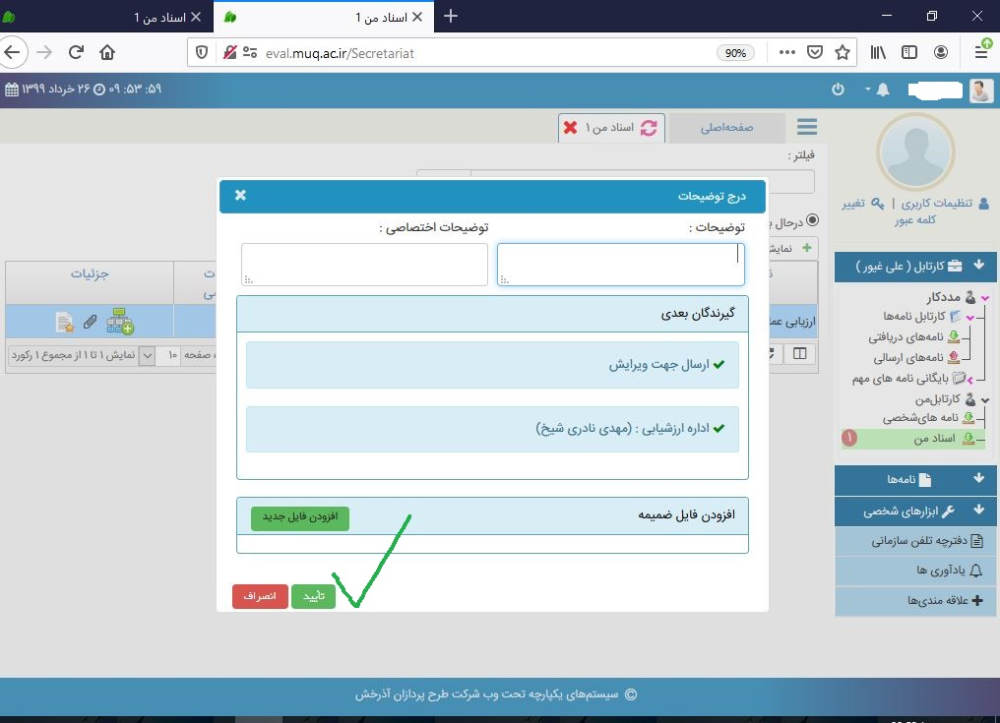 اسناد من 1
اسناد من 1
eval.muq.ac.ir/Secretariat
90%
۰۹ :۵۳ :۵۹ ۲۶ خرداد ۱۳۹۹
صفحه‌اصلی
اسناد من ۱
فیلتر :
تنظیمات کاربری | تغییر
کلمه عبور
درج توضیحات
توضیحات :
توضیحات اختصاصی :
گیرندگان بعدی
ارسال جهت ویرایش
اداره ارزشیابی : (مهدی نادری شیخ)
افزودن فایل ضمیمه
افزودن فایل جدید
تأیید
انصراف
درحال
نمایش
جزئیات
ارزیابی
صفحه ۱۰
نمایش ۱ تا ۱ از مجموع ۱ رکورد
کارتابل ( علی غیور )
مددکار
کارتابل نامه‌ها
نامه‌های دریافتی
نامه‌های ارسالی
بایگانی نامه های مهم
کارتابل‌من
نامه های‌شخصی
اسناد من
۱
نامه‌ها
ابزارهای شخصی
دفترچه تلفن سازمانی
یادآوری ها
علاقه مندی‌ها
© سیستم‌های یکپارچه تحت وب شرکت طرح پردازان آذرخش